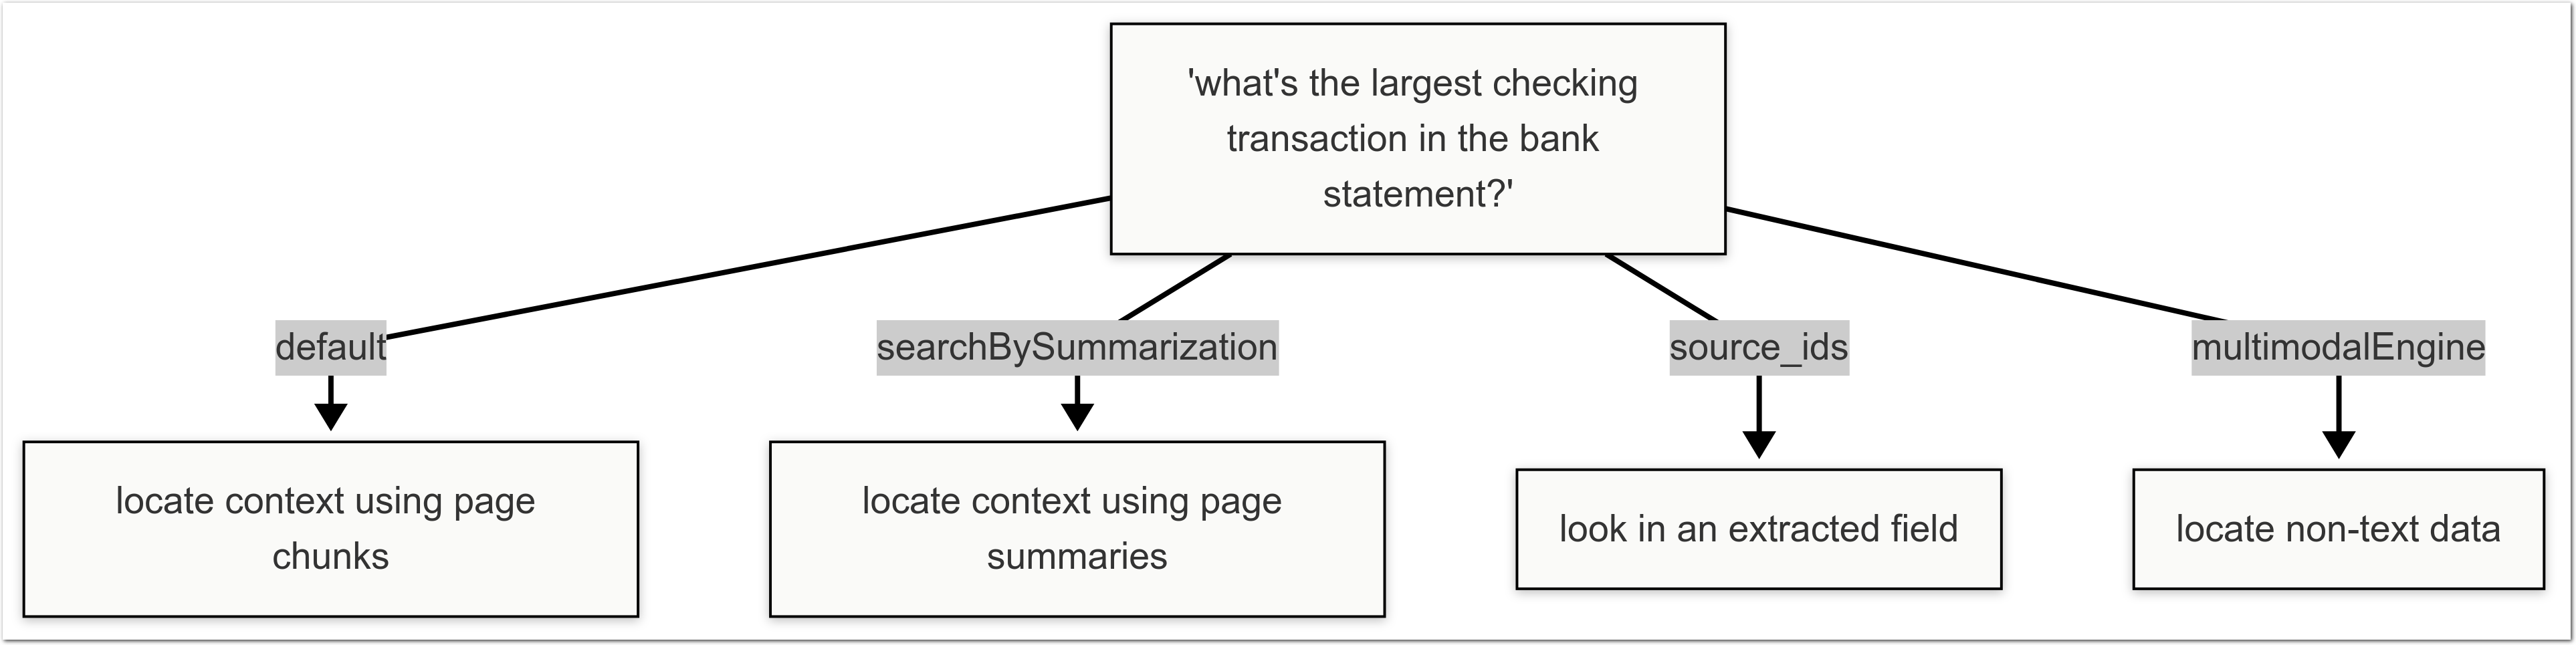 'what's the largest checking
transaction in the bank
statement?'
default
searchBySummarization
source_ids
multimodalEngine
locate context using page
chunks
locate context using page
summaries
look in an extracted field
locate non-text data